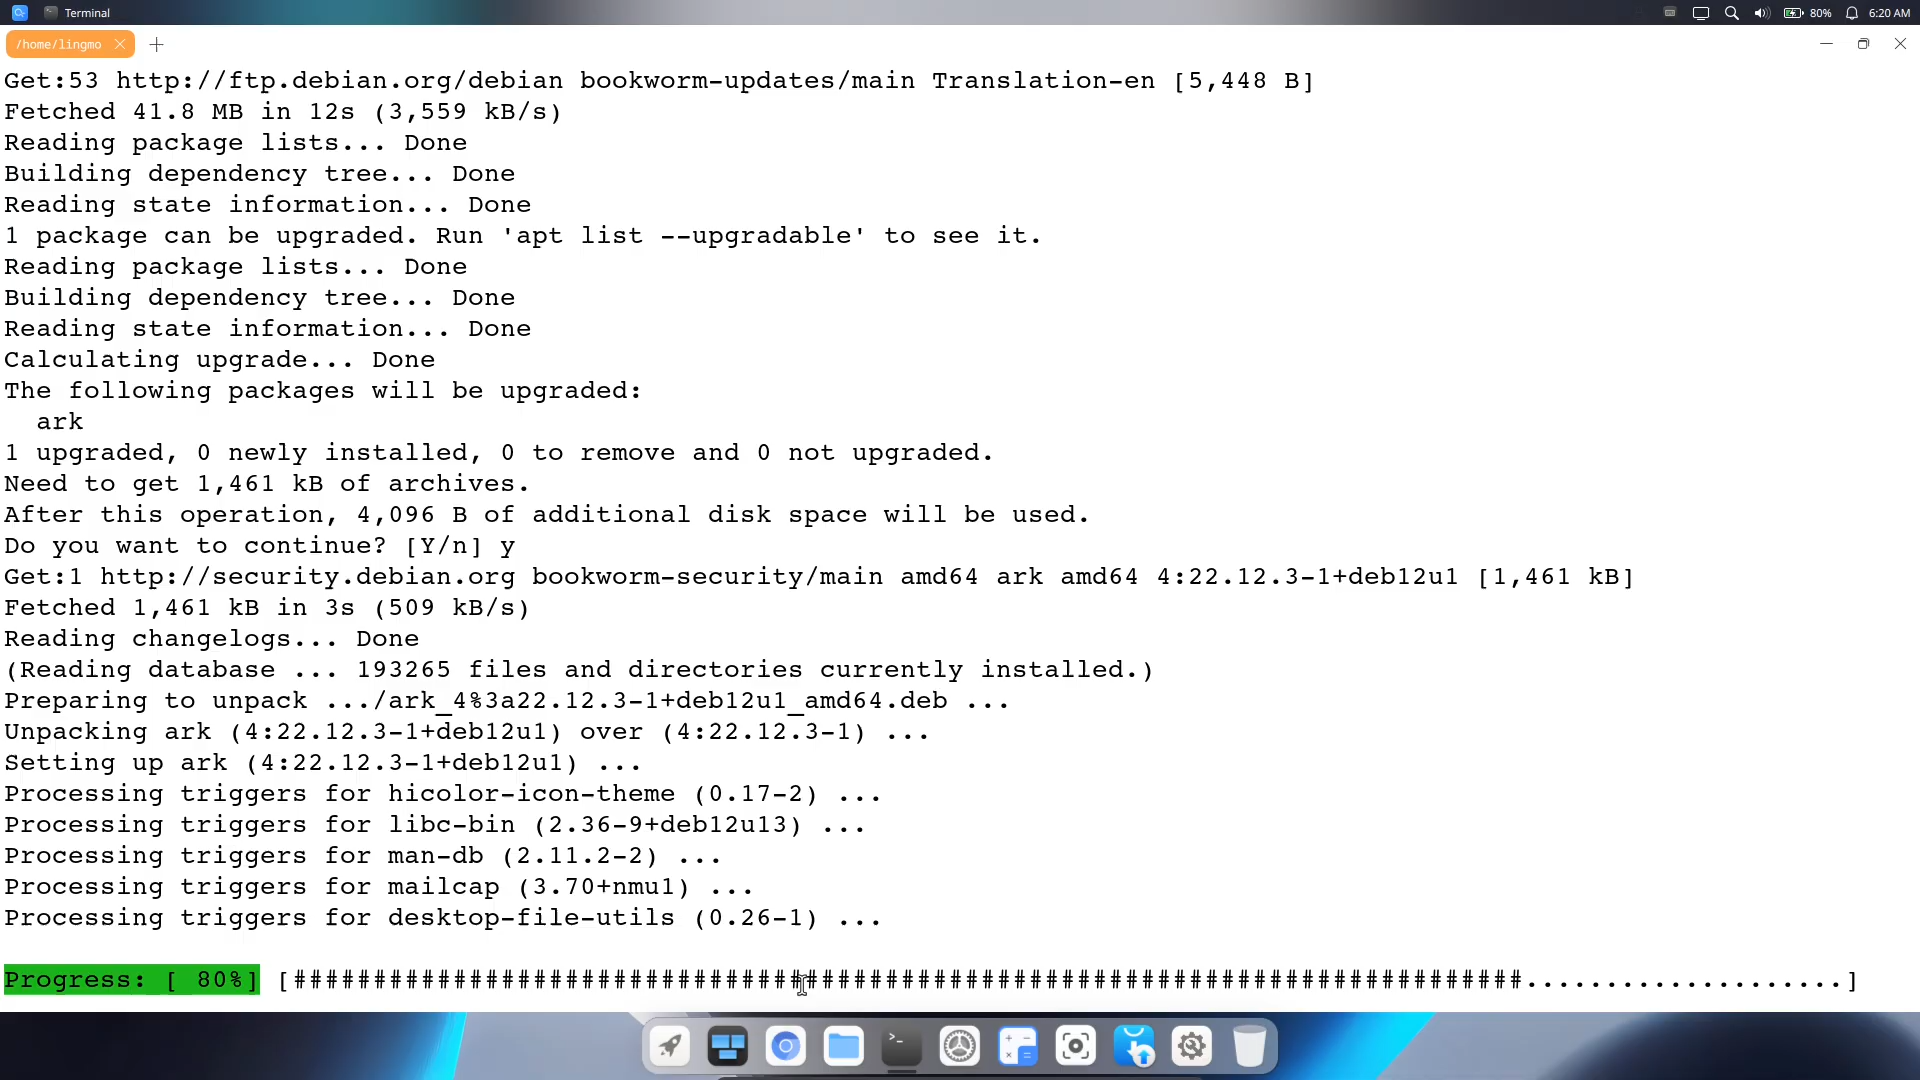 Terminal
80%
6:20 AM
/home/lingmo
Get:53 http://ftp.debian.org/debian bookworm-updates/main Translation-en [5,448 B]
Fetched 41.8 MB in 12s (3,559 kB/s)
Reading package lists... Done
Building dependency tree... Done
Reading state information... Done
1 package can be upgraded. Run 'apt list --upgradable' to see it.
Reading package lists... Done
Building dependency tree... Done
Reading state information... Done
Calculating upgrade... Done
The following packages will be upgraded:
  ark
1 upgraded, 0 newly installed, 0 to remove and 0 not upgraded.
Need to get 1,461 kB of archives.
After this operation, 4,096 B of additional disk space will be used.
Do you want to continue? [Y/n] y
Get:1 http://security.debian.org bookworm-security/main amd64 ark amd64 4:22.12.3-1+deb12u1 [1,461 kB]
Fetched 1,461 kB in 3s (509 kB/s)
Reading changelogs... Done
(Reading database ... 193265 files and directories currently installed.)
Preparing to unpack .../ark_4%3a22.12.3-1+deb12u1_amd64.deb ...
Unpacking ark (4:22.12.3-1+deb12u1) over (4:22.12.3-1) ...
Setting up ark (4:22.12.3-1+deb12u1) ...
Processing triggers for hicolor-icon-theme (0.17-2) ...
Processing triggers for libc-bin (2.36-9+deb12u13) ...
Processing triggers for man-db (2.11.2-2) ...
Processing triggers for mailcap (3.70+nmu1) ...
Processing triggers for desktop-file-utils (0.26-1) ...
Progress: [ 80%] [#############################################################################....................]